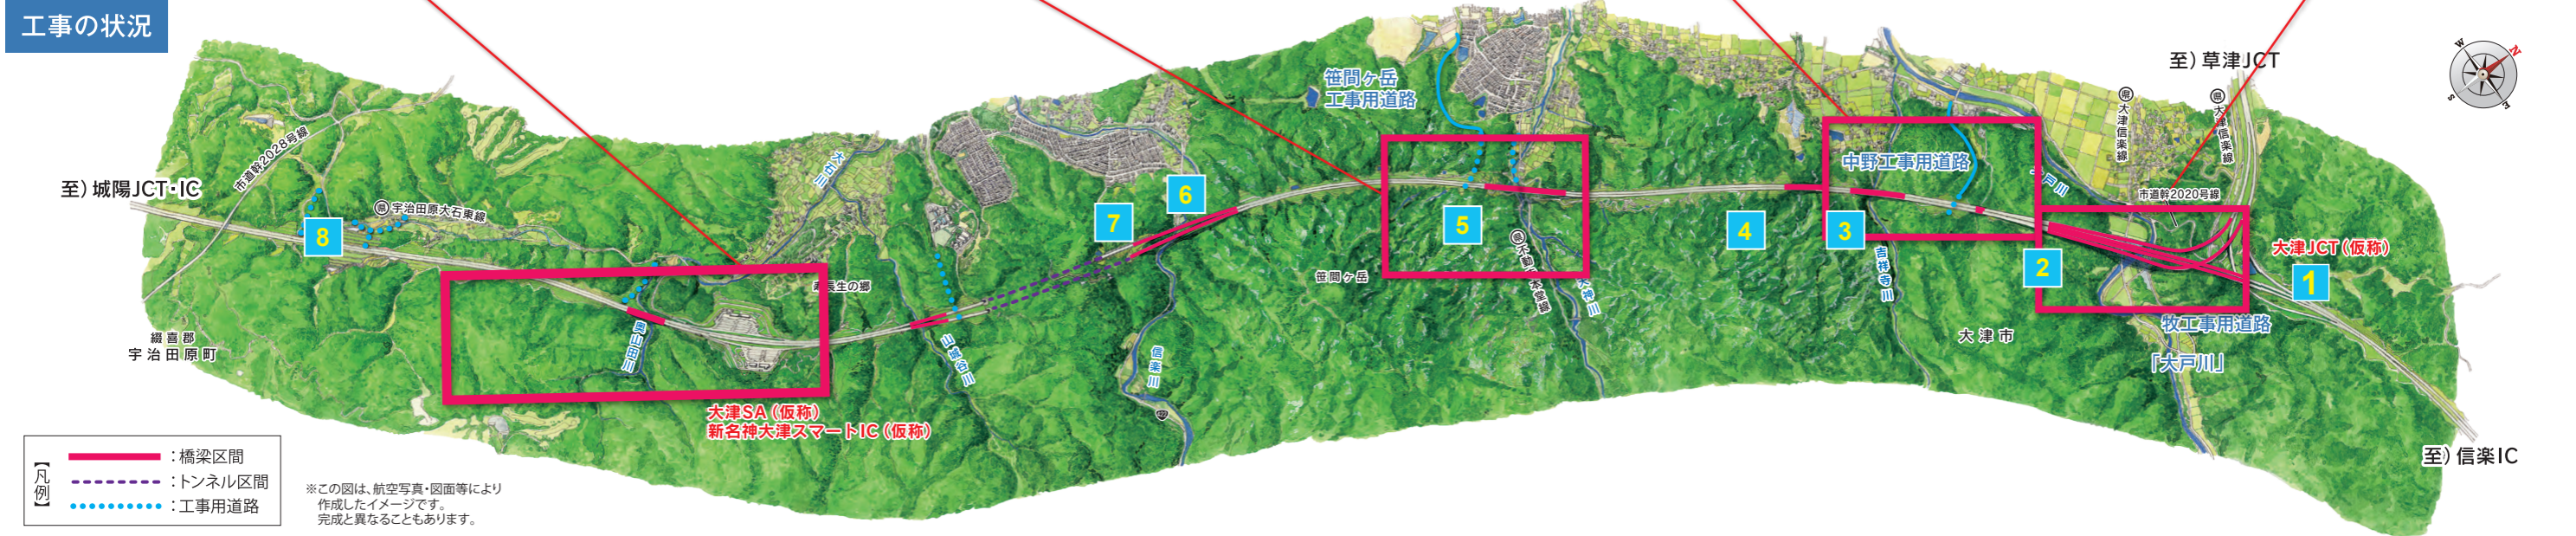 工事の状況
至）草津JCT
W
N
S
E
笹間ヶ岳
工事用道路
県
大津信楽線
県
大津信楽線
市道幹2028号線
大石川
至）城陽JCT・IC
県 宇治田原大石東線
中野工事用道路
市道幹2020号線
6
7
8
5
4
3
2
1
大津JCT（仮称）
県
笹間ヶ岳
吉祥寺川
綴喜郡
宇治田原町
奥山田川
信楽川
大津市
牧工事用道路
「大戸川」
大津SA（仮称）
新名神大津スマートIC（仮称）
至）信楽IC
【凡例】
：橋梁区間
：トンネル区間
：工事用道路
※この図は、航空写真・図面等により
作成したイメージです。
完成と異なることもあります。